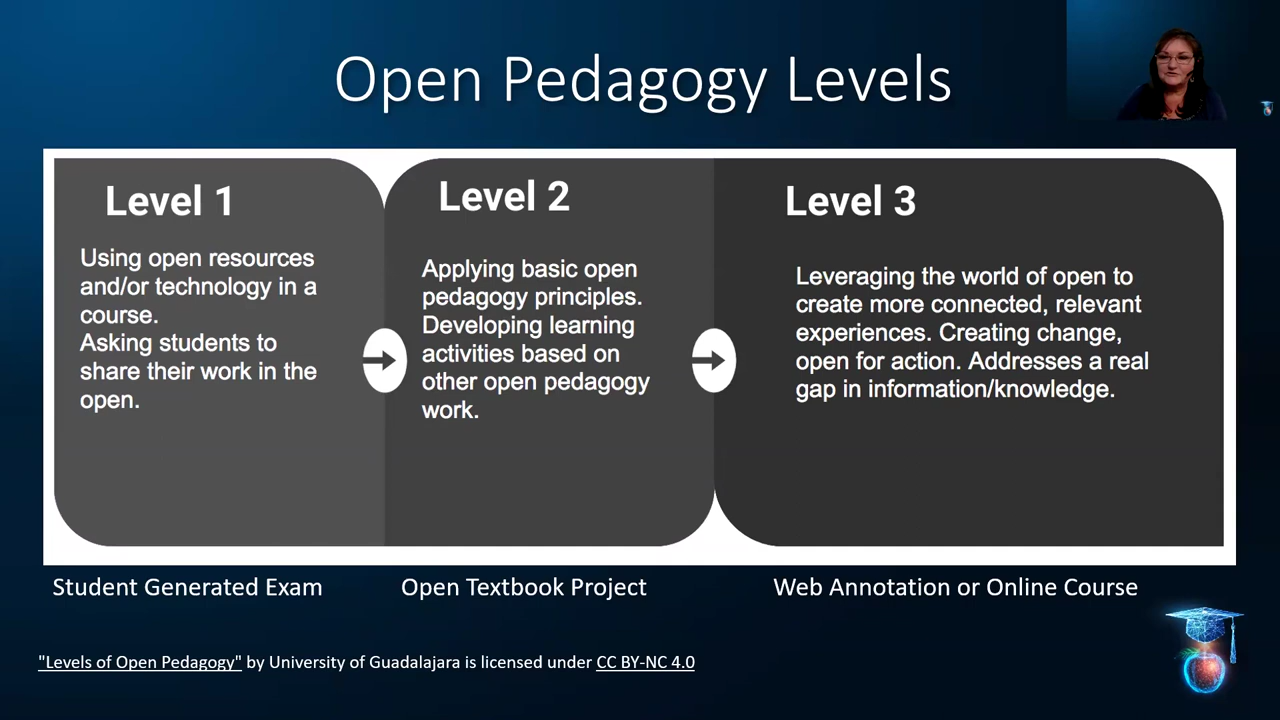 Open Pedagogy Levels
Level 1
Using open resources
and/or technology in a
course.
Asking students to
share their work in the
open.
Level 2
Applying basic open
pedagogy principles.
Developing learning
activities based on
other open pedagogy
work.
Level 3
Leveraging the world of open to
create more connected, relevant
experiences. Creating change,
open for action. Addresses a real
gap in information/knowledge.
Student Generated Exam
Open Textbook Project
Web Annotation or Online Course
"Levels of Open Pedagogy" by University of Guadalajara is licensed under CC BY-NC 4.0